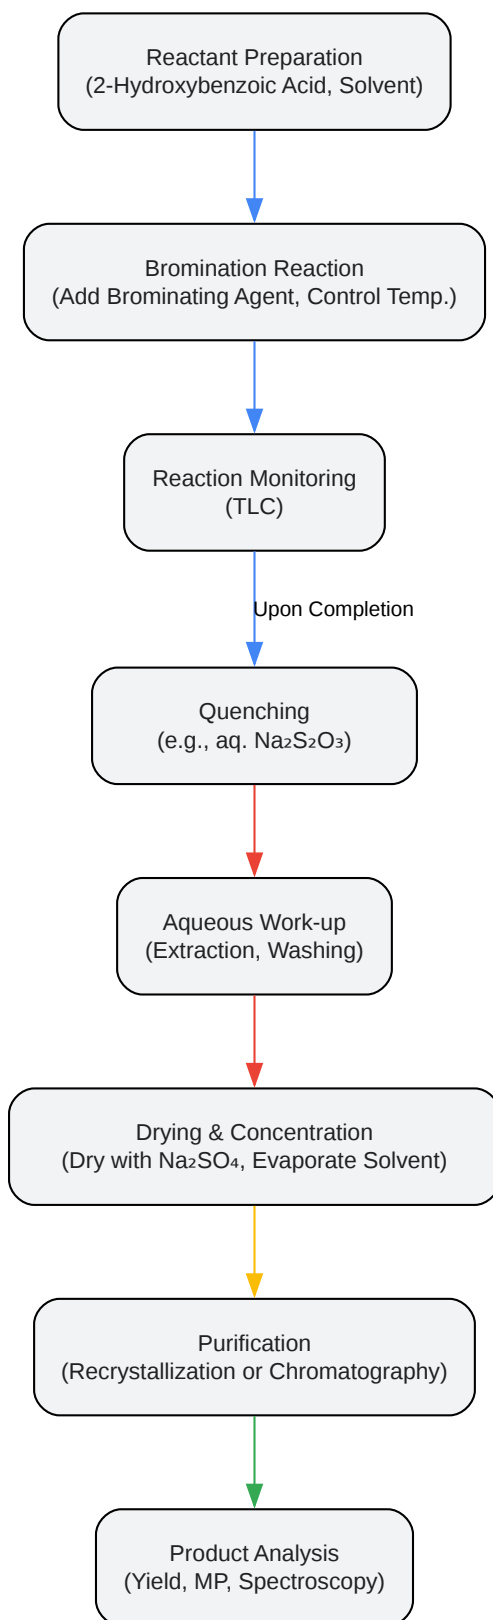 Reactant Preparation
(2-Hydroxybenzoic Acid, Solvent)
Bromination Reaction
(Add Brominating Agent, Control Temp.)
Reaction Monitoring
(TLC)
Upon Completion
Quenching
(e.g., aq. Na₂S₂O₃)
Aqueous Work-up
(Extraction, Washing)
Drying & Concentration
(Dry with Na₂SO₄, Evaporate Solvent)
Purification
(Recrystallization or Chromatography)
Product Analysis
(Yield, MP, Spectroscopy)